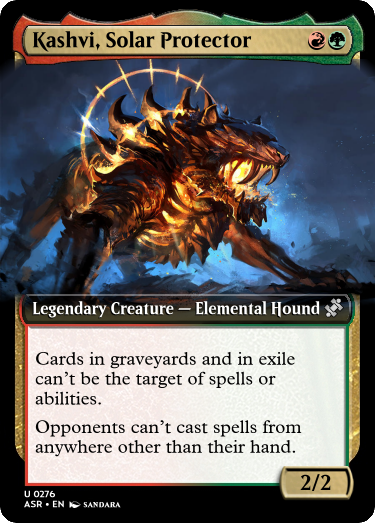 Kashvi, Solar Protector
Legendary Creature — Elemental Hound
Cards in graveyards and in exile
can't be the target of spells or
abilities.
Opponents can't cast spells from
anywhere other than their hand.
2/2
U 0276
ASR • EN SANDARA